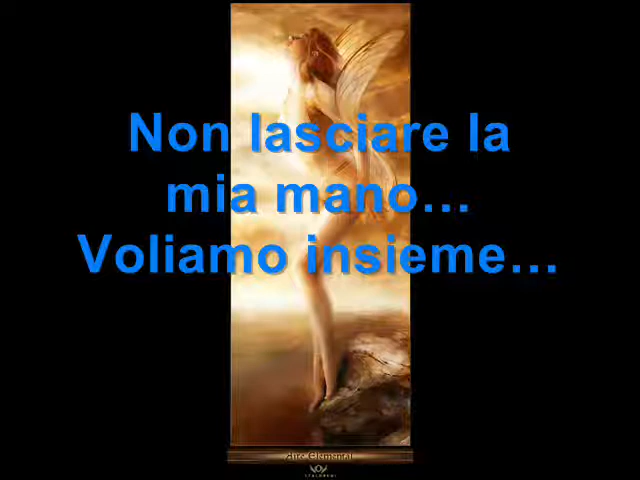 Non lasciare la
mia mano…
Voliamo insieme…